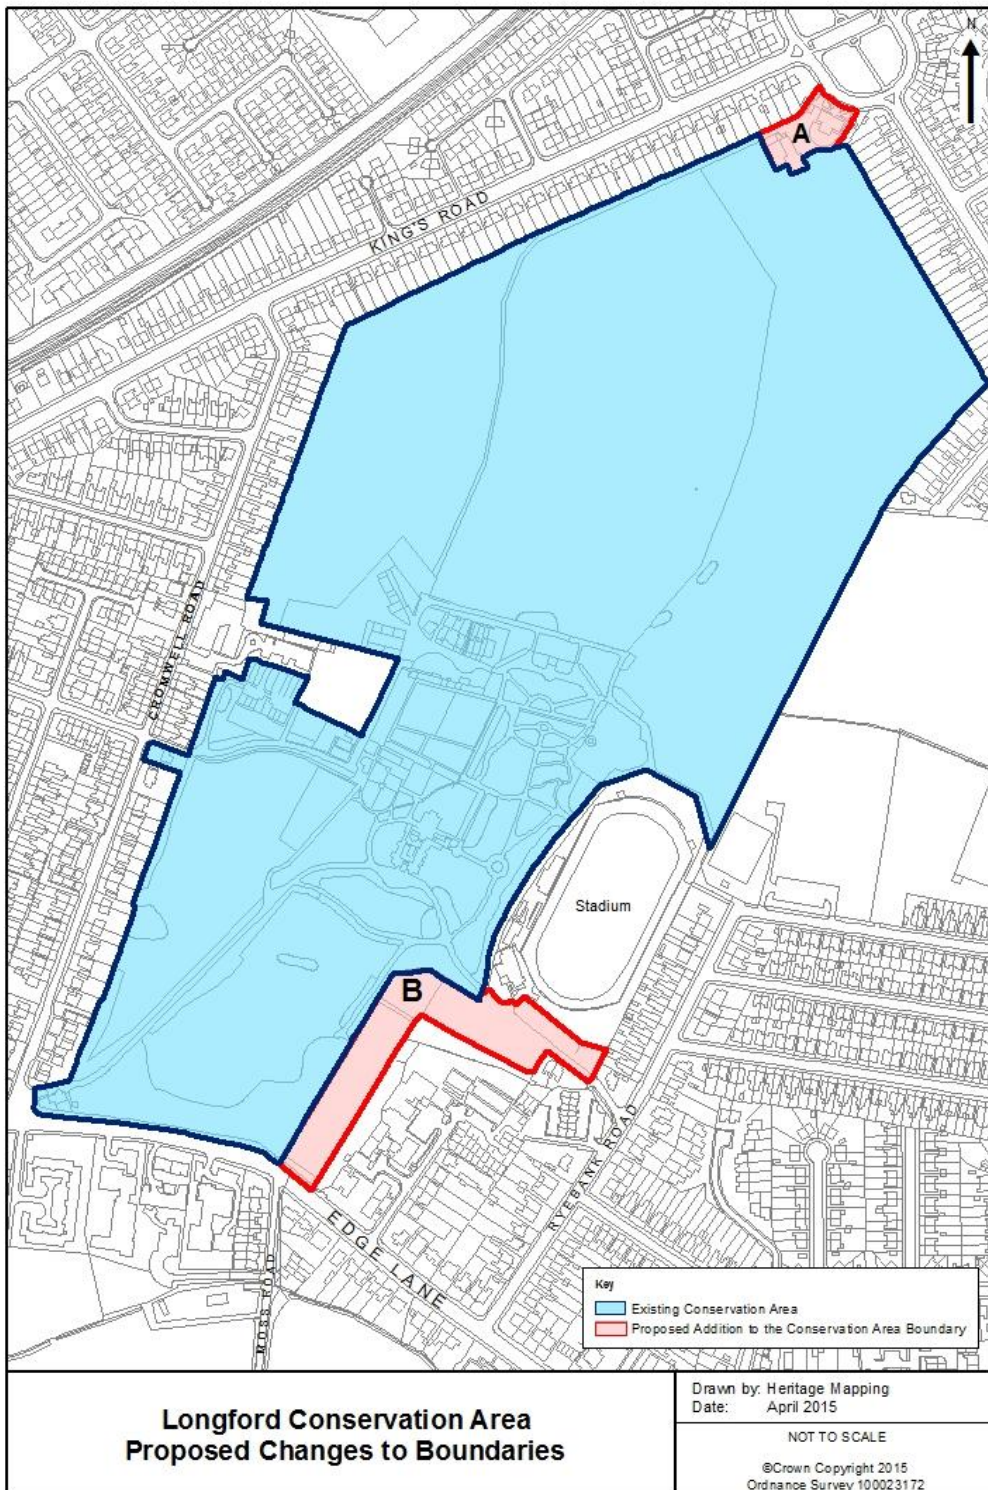 N
A
KING'S ROAD
CROMWELL ROAD
Stadium
B
RYEBANK ROAD
EDGE LANE
MOSS ROAD
Key
Existing Conservation Area
Proposed Addition to the Conservation Area Boundary
Longford Conservation Area
Proposed Changes to Boundaries
Drawn by: Heritage Mapping
Date: April 2015
NOT TO SCALE
©Crown Copyright 2015
Ordnance Survey 100023172